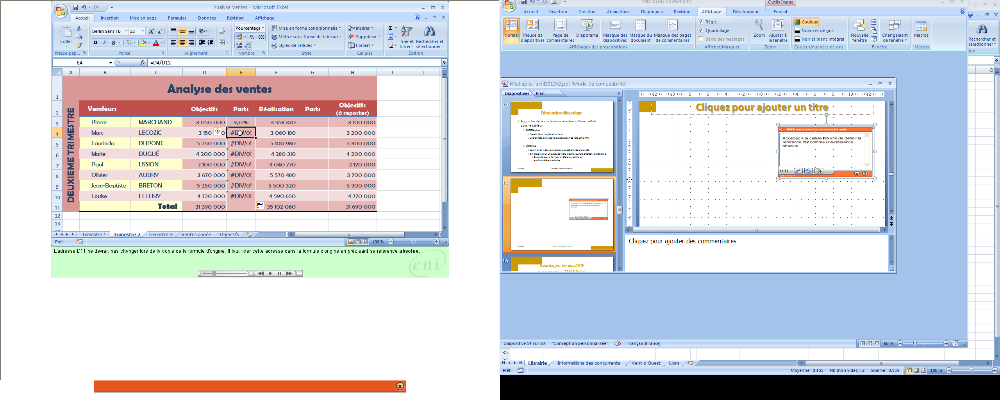 Analyse Ventes - Microsoft Excel
Accueil Insertion Mise en page Formules Données Révision Affichage
Coller
Presse-pap...
Berlin Sans FB 12
G I S
Police
Alignement
Pourcentage
% 000
Nombre
Mise en forme conditionnelle
Mettre sous forme de tableau
Styles de cellules
Style
Insérer
Supprimer
Format
Cellules
Σ
Trier et filtrer
Rechercher et sélectionner
Édition
E4 fx =D4/D12
A B C D E F G H I J
1 Analyse des ventes
DEUXIEME TRIMESTRE
2 Vendeurs Objectifs Parts Réalisation Parts Objectifs (à reporter)
3 Pierre MARCHAND 3 050 000 9,72% 3 958 370 3 100 000
4 Marc LECOZIC 3 150 0 #DIV/0! 3 060 180 3 200 000
5 Laurinda DUPONT 5 250 000 #DIV/0! 5 100 980 5 300 000
6 Marie DUGUÉ 4 200 000 #DIV/0! 4 280 310 4 200 000
7 Paul USSION 2 100 000 #DIV/0! 3 040 770 2 120 000
8 Olivier AUBRY 3 670 000 #DIV/0! 5 570 480 3 700 000
9 Jean-Baptiste BRETON 5 250 000 #DIV/0! 5 500 320 5 300 000
10 Louise FLEURY 4 720 000 #DIV/0! 4 590 650 4 770 000
11 Total 31 390 000 35 102 060 31 690 000
12
13
14
Trimestre 1 Trimestre 2 Trimestre 3 Ventes année Objectifs
Prêt 100 %
L'adresse D11 ne devrait pas changer lors de la copie de la formule d'origine. Il faut fixer cette adresse dans la formule d'origine en précisant sa référence absolue.
eni
Microsoft PowerPoint Outils Image
Accueil Insertion Création Animations Diaporama Révision Affichage Développeur Format
Normal
Trieuse de diapositives
Page de commentaires
Diaporama
Masque des diapositives
Masque du document
Masque des pages de commentaires
Affichages des présentations
Règle
Quadrillage
Barre des messages
Afficher/Masquer
Zoom
Ajuster à la fenêtre
Zoom
Couleur
Nuances de gris
Noir et blanc intégral
Couleur/nuances de gris
Nouvelle fenêtre
Changement de fenêtre
Fenêtre
Macros
Macros
Rechercher et sélectionner
O
Mediaplus_avril2012v2.ppt [Mode de compatibilité]
Diapositives Plan
13
Dimension didactique
Approche de la « référence absolue » d'une cellule
dans le tableur
MEDIAplus
Travail dans l'application Excel
Une phrase explicative et application de la touche <F4>
visaTICE
Leçon avec vidéo, explications, questions-réponses, etc.
On travaille sur une activité (hors logiciel) qui fait émerger le problème
Explications sur la formule, la référence relative et
ensuite la référence absolue
14
15
Avantages de visaTICE
par rapport à MEDIAplus
Cliquez pour ajouter un titre
Référence absolue dans une formule
Accédez à la cellule K5 afin de définir la
référence I12 comme une référence
absolue.
11/12
Cliquez pour ajouter des commentaires
Diapositive 14 sur 20 "Conception personnalisée" Français (France) 60 %
35
Librairie Informations des concurrents Vent d'Ouest Libris
Prêt Moyenne : 0.155 Nb (non vides) : 2 Somme : 0.155 100 %